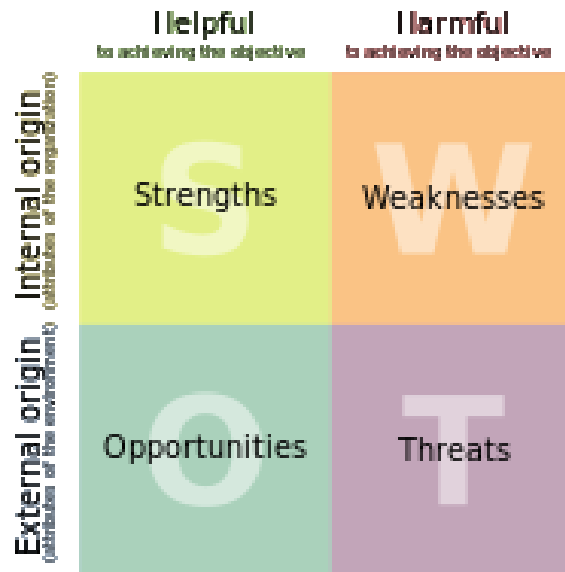 Helpful
to achieving the objective
Harmful
to achieving the objective
Internal origin
(attributes of the organization)
S
Strengths
W
Weaknesses
External origin
(attributes of the environment)
O
Opportunities
T
Threats